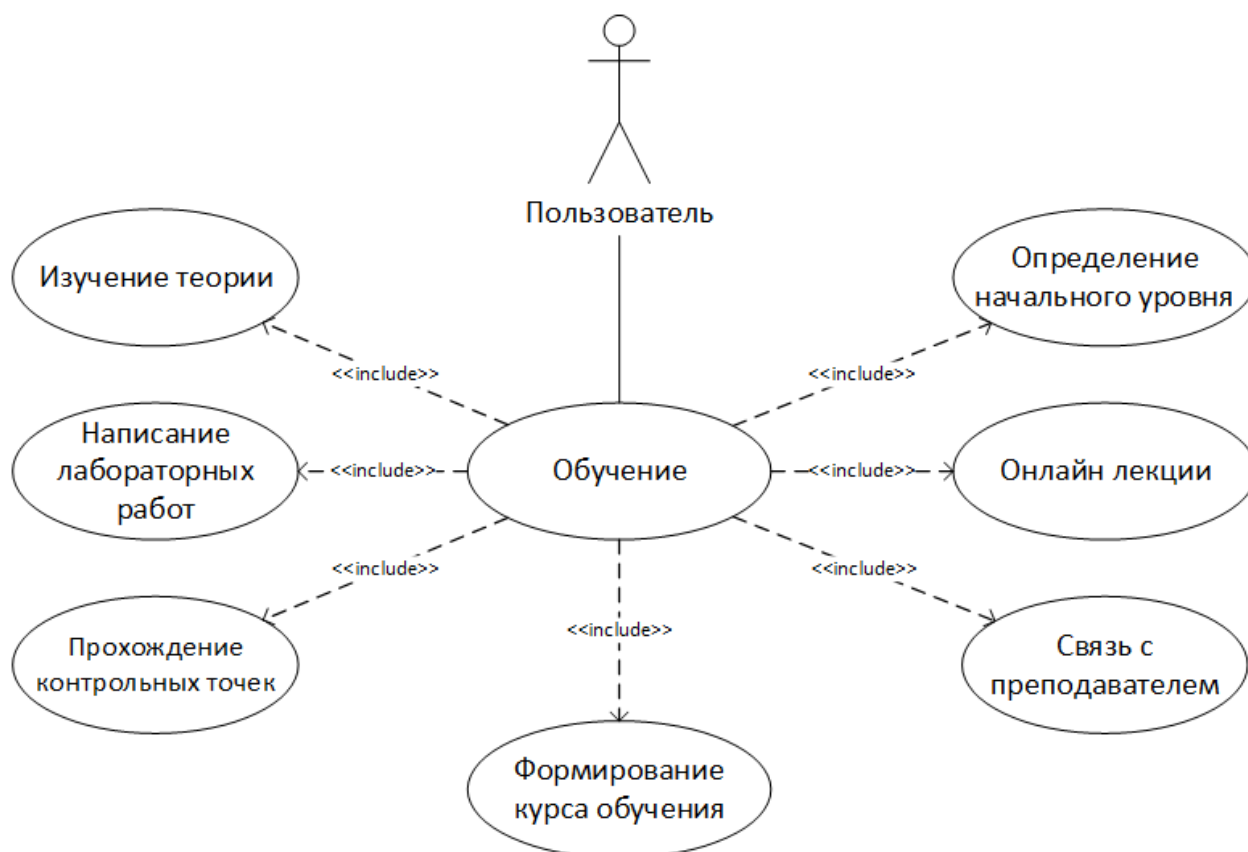 Пользователь
Изучение теории
Определение
начального уровня
<<include>>
<<include>>
Написание
лабораторных
работ
<<include>>
Обучение
<<include>>
Онлайн лекции
<<include>>
<<include>>
<<include>>
Прохождение
контрольных точек
Связь с
преподавателем
Формирование
курса обучения